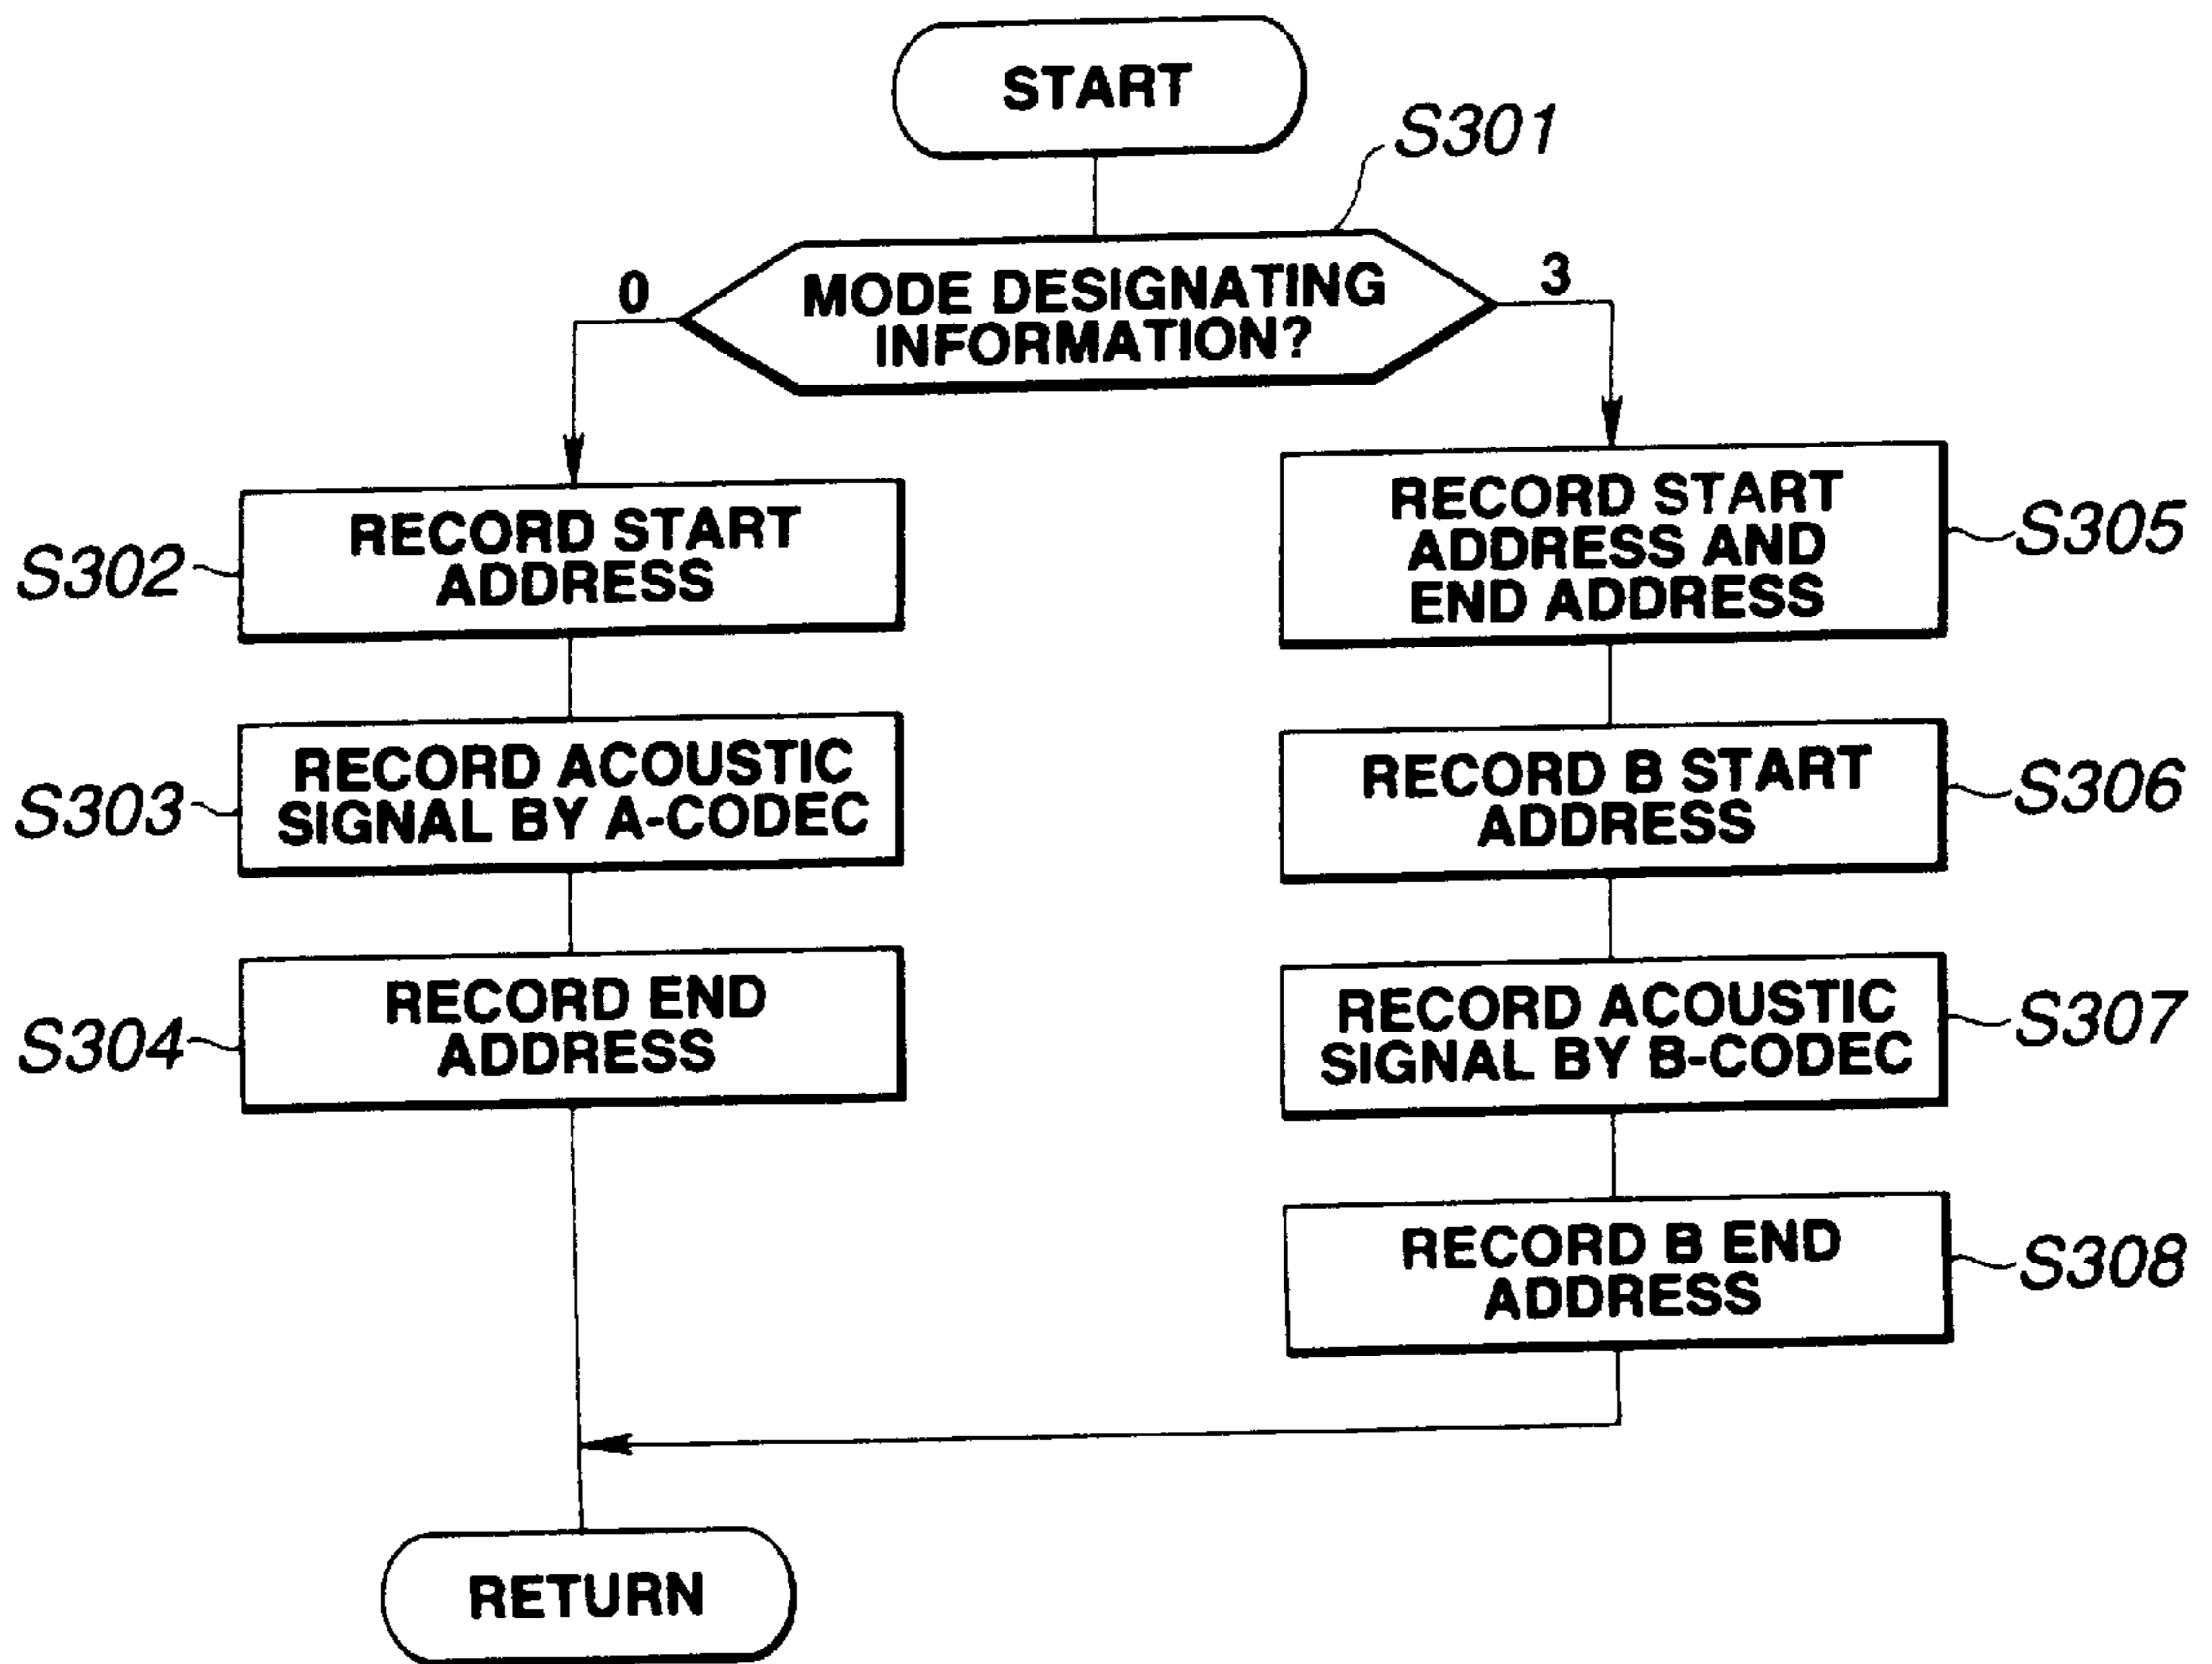 START
S301
0
MODE DESIGNATING
INFORMATION?
3
RECORD START
ADDRESS
S302
RECORD ACOUSTIC
SIGNAL BY A-CODEC
S303
RECORD END
ADDRESS
S304
RECORD START
ADDRESS AND
END ADDRESS
S305
RECORD B START
ADDRESS
S306
RECORD ACOUSTIC
SIGNAL BY B-CODEC
S307
RECORD B END
ADDRESS
S308
RETURN